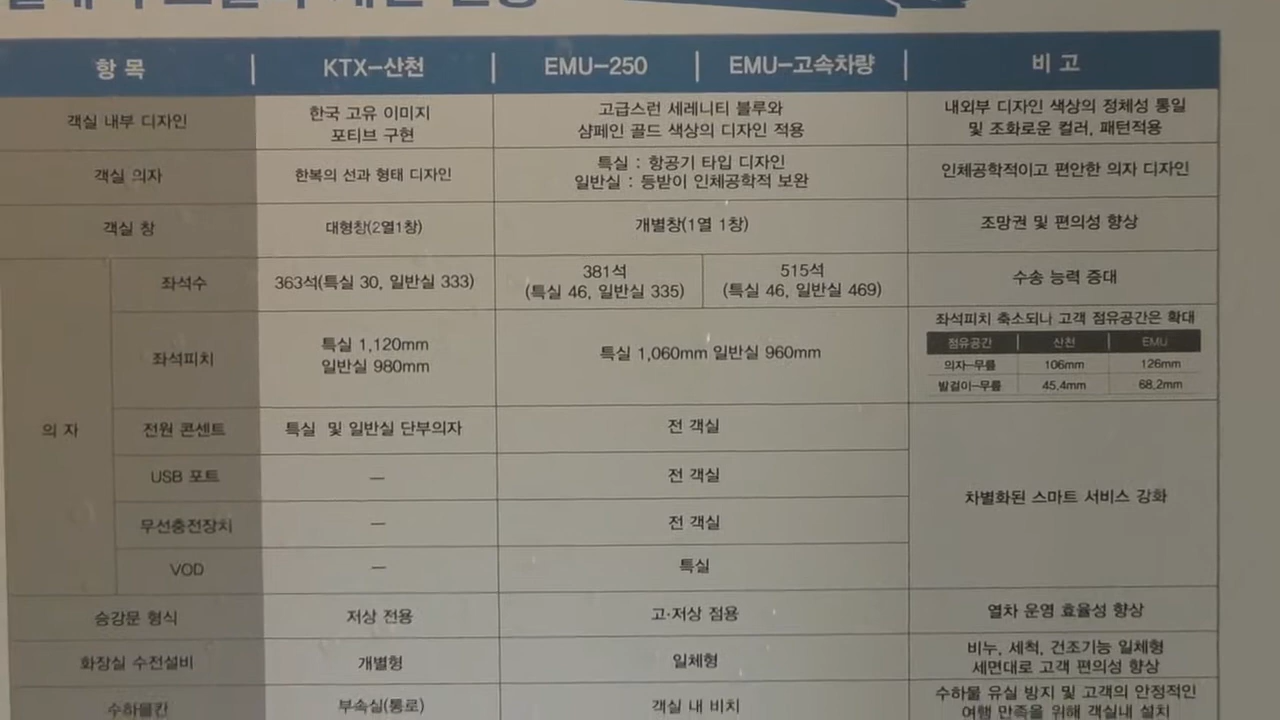 항 목 KTX-산천 EMU-250 EMU-고속차량 비 고
객실 내부 디자인
한국 고유 이미지
포티브 구현
고급스런 세레니티 블루와
샴페인 골드 색상의 디자인 적용
내외부 디자인 색상의 정체성 통일
및 조화로운 컬러, 패턴적용
객실 의자
한복의 선과 형태 디자인
특실 : 항공기 타입 디자인
일반실 : 등받이 인체공학적 보완
인체공학적이고 편안한 의자 디자인
객실 창
대형창(2열1창)
개별창(1열 1창)
조망권 및 편의성 향상
의 자
좌석수
363석(특실 30, 일반실 333)
381석
(특실 46, 일반실 335)
515석
(특실 46, 일반실 469)
수송 능력 증대
좌석피치
특실 1,120mm
일반실 980mm
특실 1,060mm 일반실 960mm
좌석피치 축소되나 고객 점유공간은 확대
점유공간 산천 EMU
의자-무릎 106mm 126mm
발걸이-무릎 45.4mm 68.2mm
전원 콘센트
특실 및 일반실 단부의자
전 객실
USB 포트
—
전 객실
차별화된 스마트 서비스 강화
무선충전장치
—
전 객실
VOD
—
특실
승강문 형식
저상 전용
고·저상 점용
열차 운영 효율성 향상
화장실 수전설비
개별형
일체형
비누, 세척, 건조기능 일체형
세면대로 고객 편의성 향상
수하물칸
부속실(통로)
객실 내 비치
수하물 유실 방지 및 고객의 안정적인
여행 만족을 위해 객실내 설치